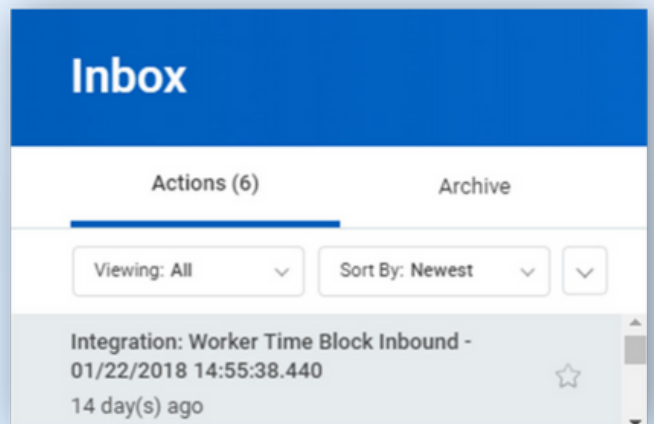 Inbox
Actions (6)
Archive
Viewing: All
Sort By: Newest
Integration: Worker Time Block Inbound -
01/22/2018 14:55:38.440
14 day(s) ago